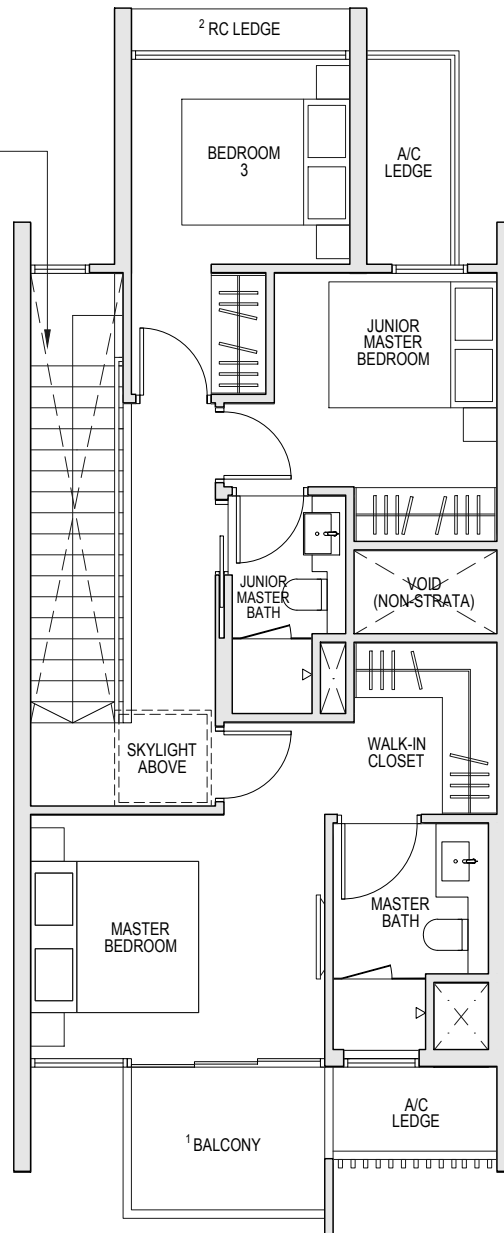 2 RC LEDGE
BEDROOM
3
A/C
LEDGE
JUNIOR
MASTER
BEDROOM
JUNIOR
MASTER
BATH
VOID
(NON-STRATA)
SKYLIGHT
ABOVE
WALK-IN
CLOSET
MASTER
BEDROOM
MASTER
BATH
1 BALCONY
A/C
LEDGE